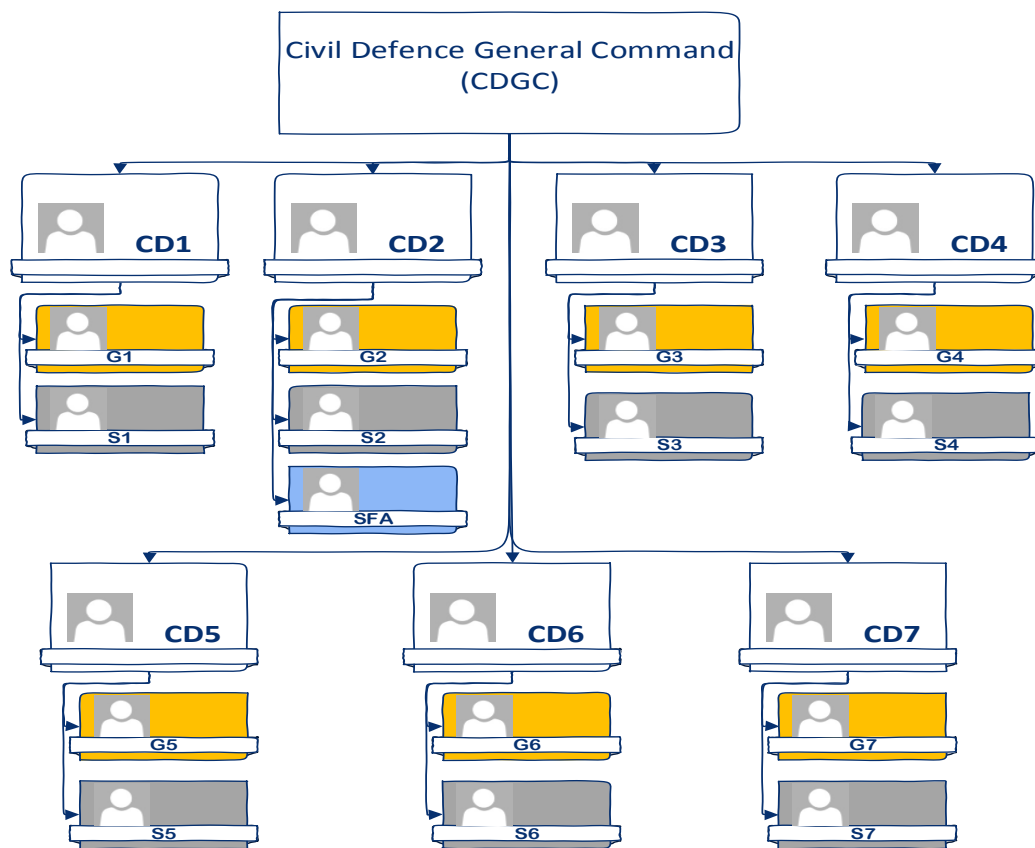 Civil Defence General Command
(CDGC)
CD1
CD2
CD3
CD4
G1
G2
G3
G4
S1
S2
S3
S4
SFA
CD5
CD6
CD7
G5
G6
G7
S5
S6
S7